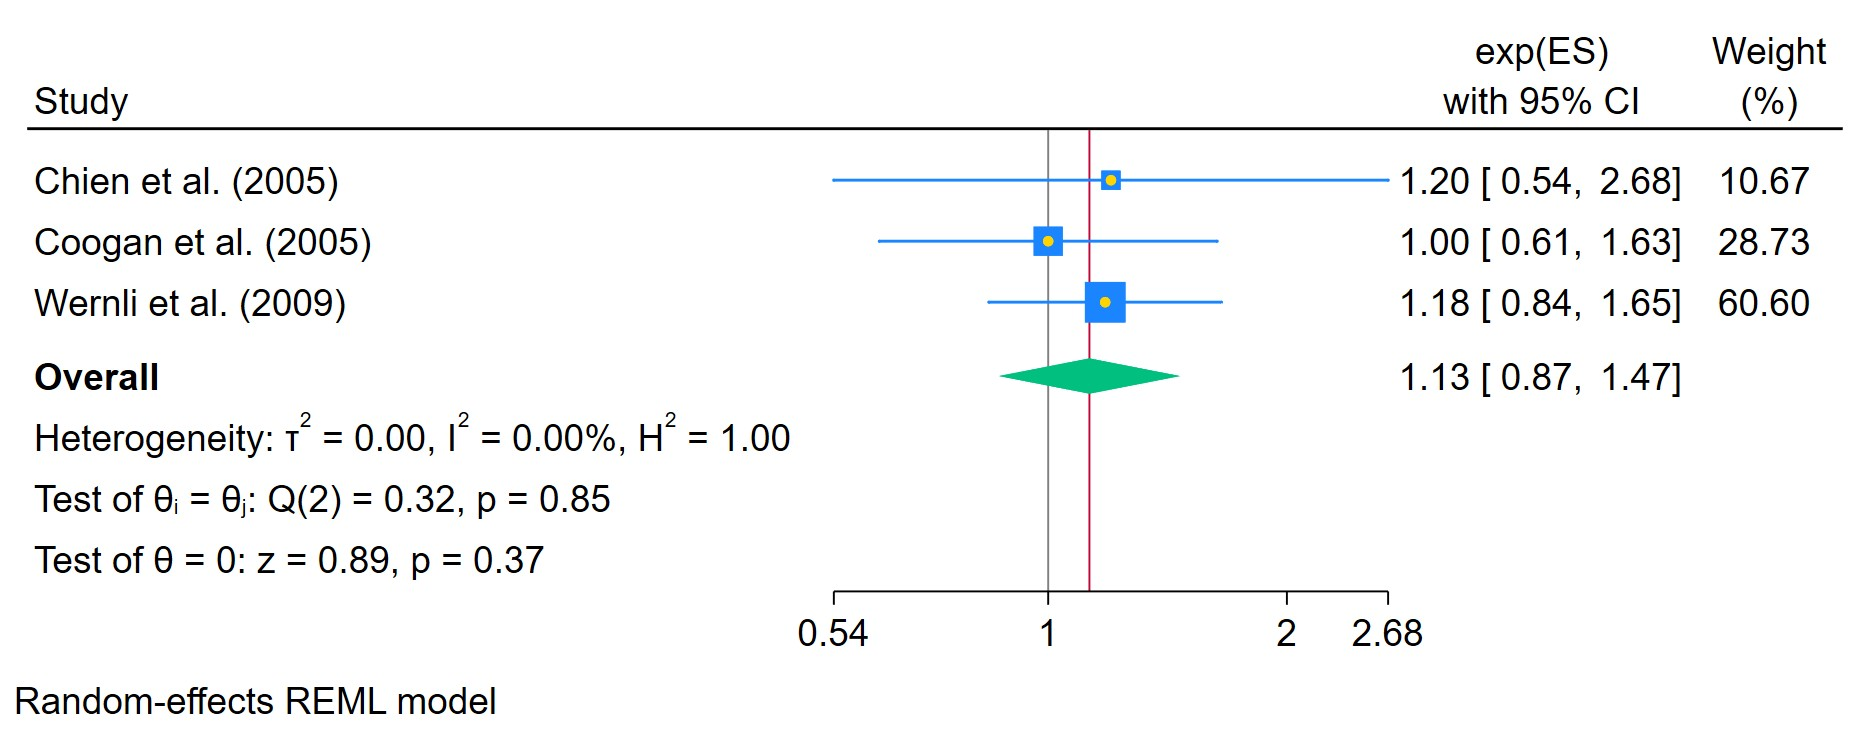 exp(ES) Weight
Study with 95% CI (%)
Chien et al. (2005) 1.20 [ 0.54, 2.68] 10.67
Coogan et al. (2005) 1.00 [ 0.61, 1.63] 28.73
Wernli et al. (2009) 1.18 [ 0.84, 1.65] 60.60
Overall 1.13 [ 0.87, 1.47]
Heterogeneity: τ² = 0.00, I² = 0.00%, H² = 1.00
Test of θᵢ = θⱼ: Q(2) = 0.32, p = 0.85
Test of θ = 0: z = 0.89, p = 0.37
0.54 1 2 2.68
Random-effects REML model